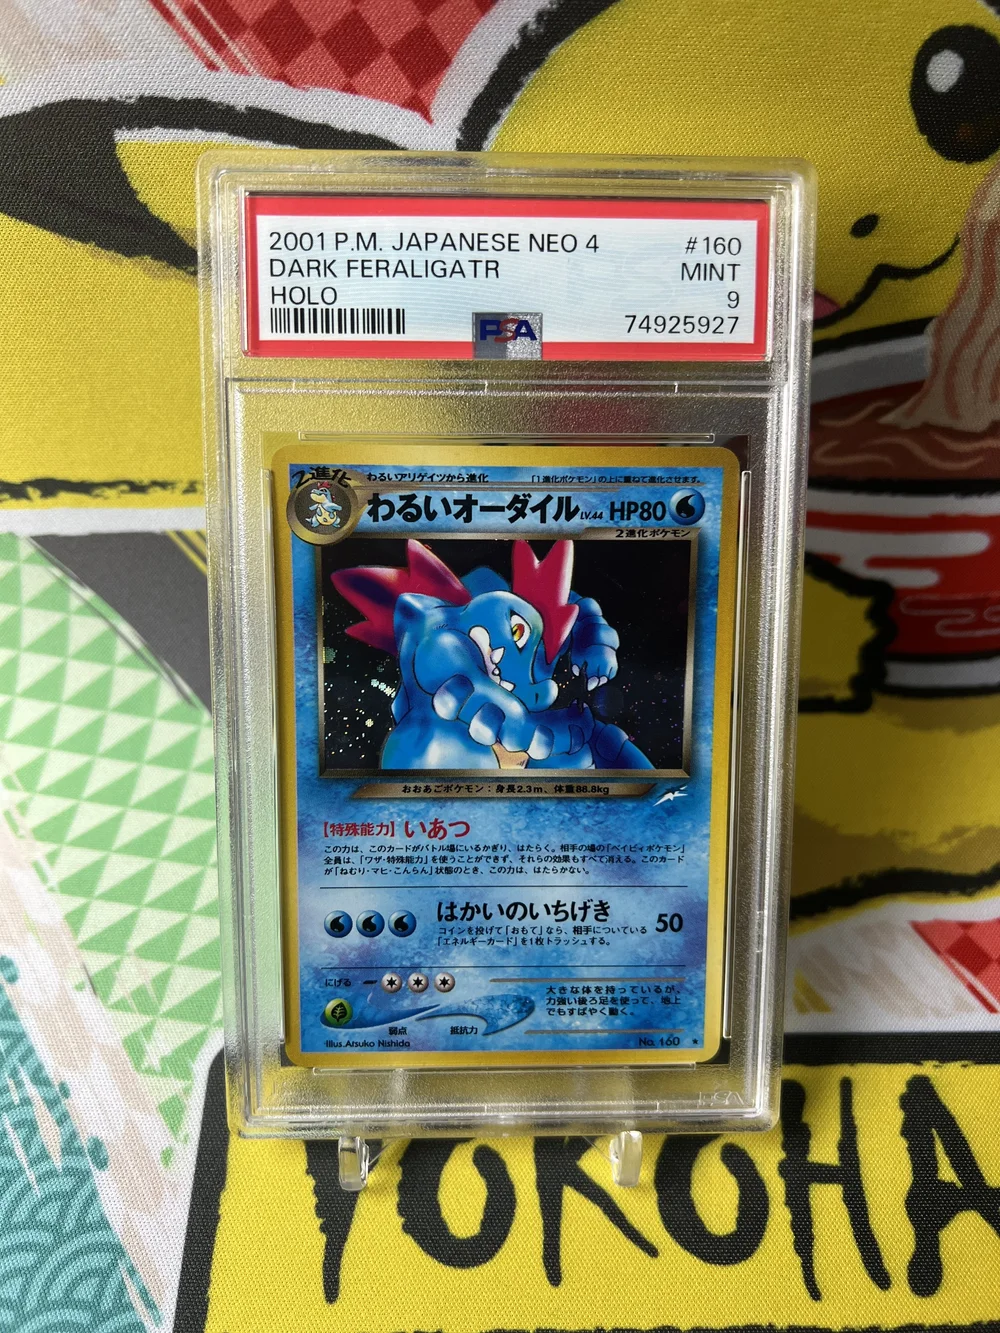 2001 P.M. JAPANESE NEO 4 #160
DARK FERALIGATR MINT
HOLO 9
PSA 74925927
2進化 わるいアリゲイツから進化 「1進化ポケモン」の上に重ねて進化させます。
わるいオーダイル LV.44 HP80
2進化ポケモン
おおあごポケモン：身長2.3m、体重88.8kg
【特殊能力】いあつ
この力は、このカードがバトル場にいるかぎり、はたらく。相手の場の「ベイビィポケモン」
全員は、「ワザ・特殊能力」を使うことができず、それらの効果もすべて消える。このカード
が「ねむり・マヒ・こんらん」状態のとき、この力は、はたらかない。
はかいのいちげき 50
コインを投げて「おもて」なら、相手についている
「エネルギーカード」を1枚トラッシュする。
にげる
弱点 抵抗力
大きな体を持っているが、
力強い後ろ足を使って、地上
でもすばやく動く。
Illus.Atsuko Nishida No. 160 ★
YOKOHA